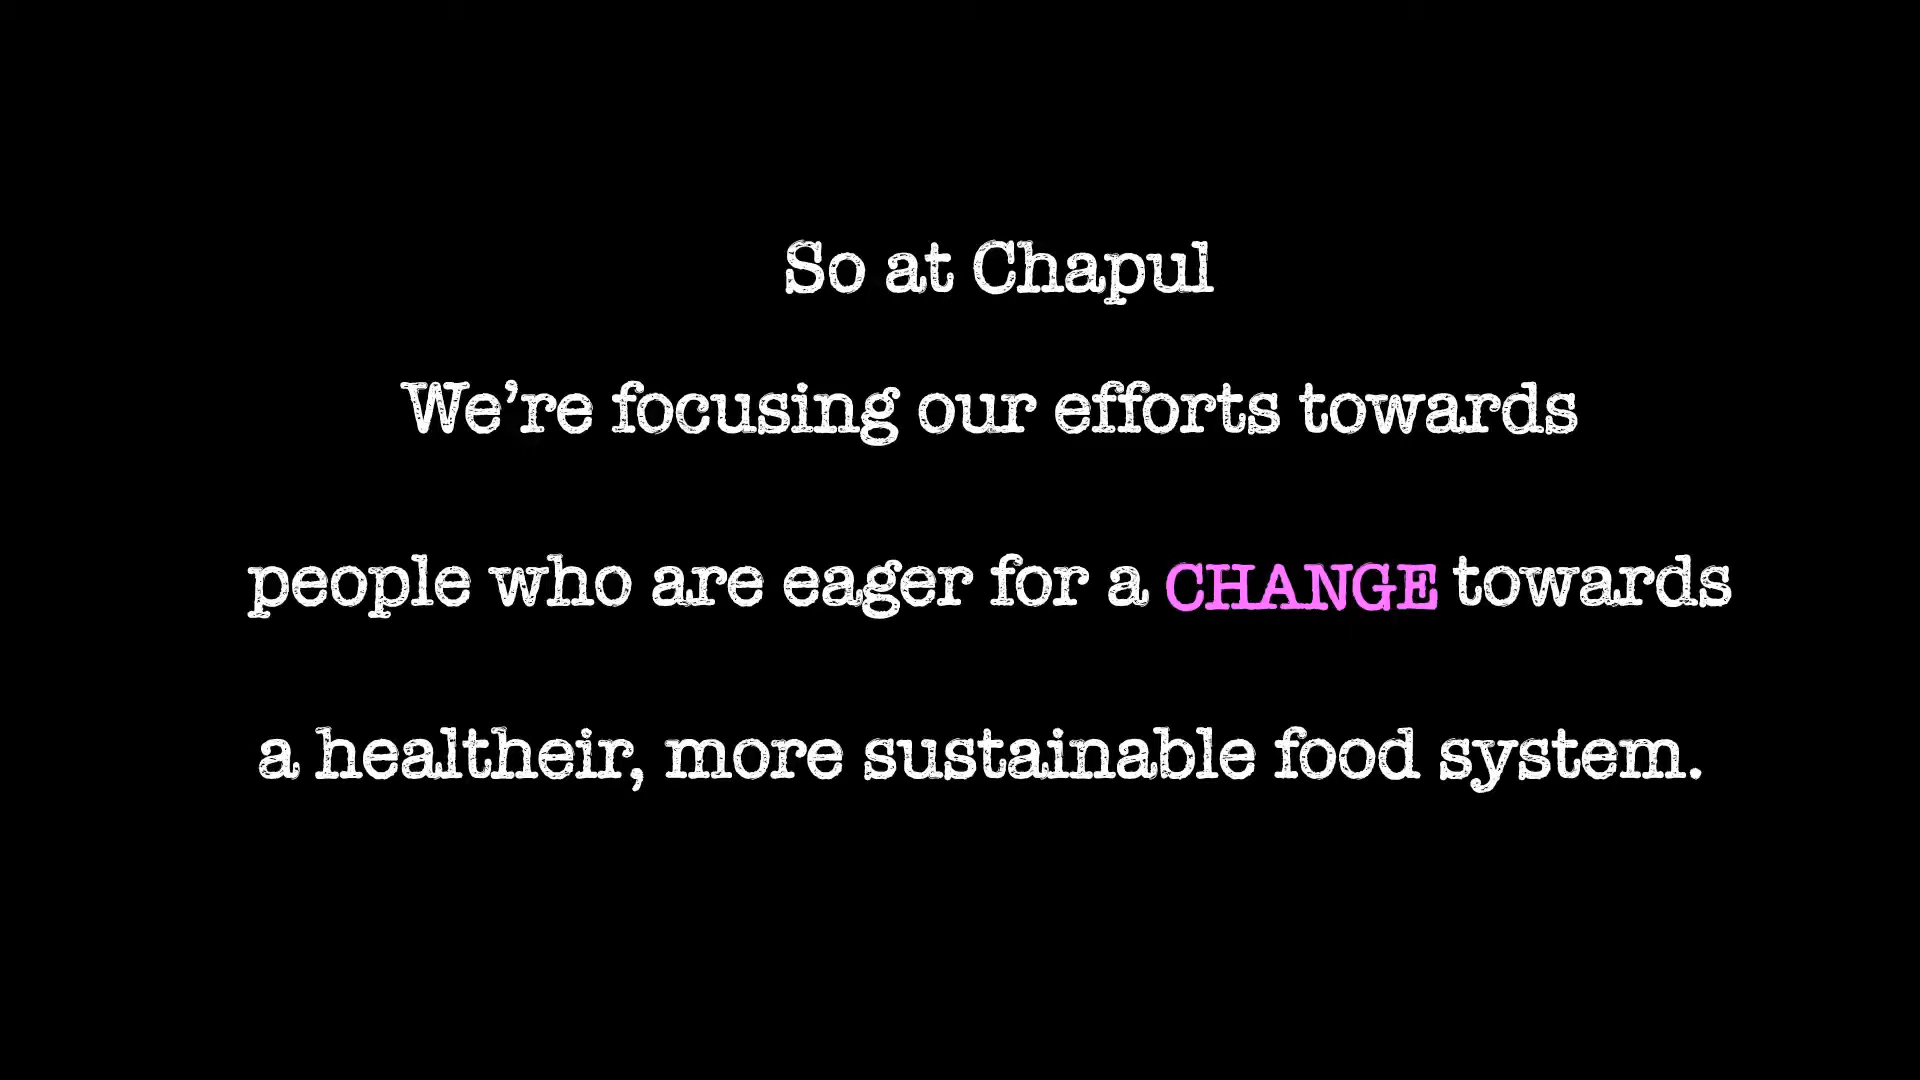 So at Chapul
We’re focusing our efforts towards
people who are eager for a CHANGE towards
a healtheir, more sustainable food system.